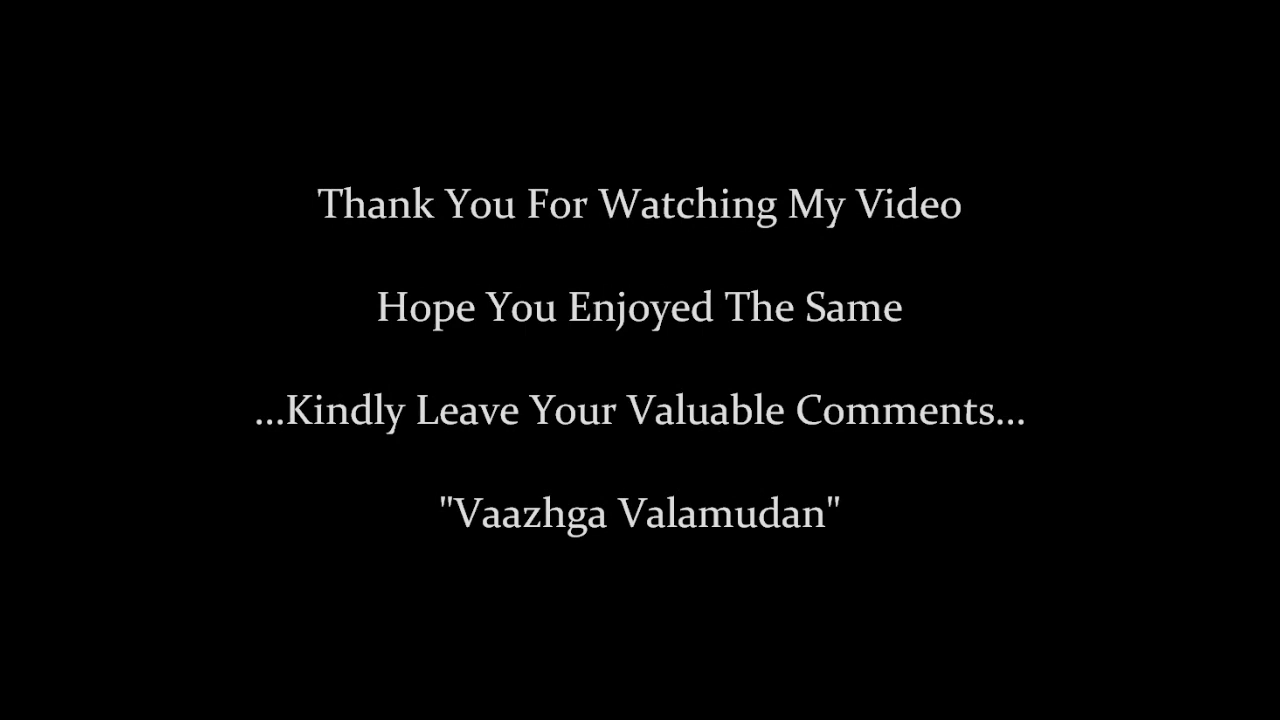 Thank You For Watching My Video
Hope You Enjoyed The Same
...Kindly Leave Your Valuable Comments...
"Vaazhga Valamudan"